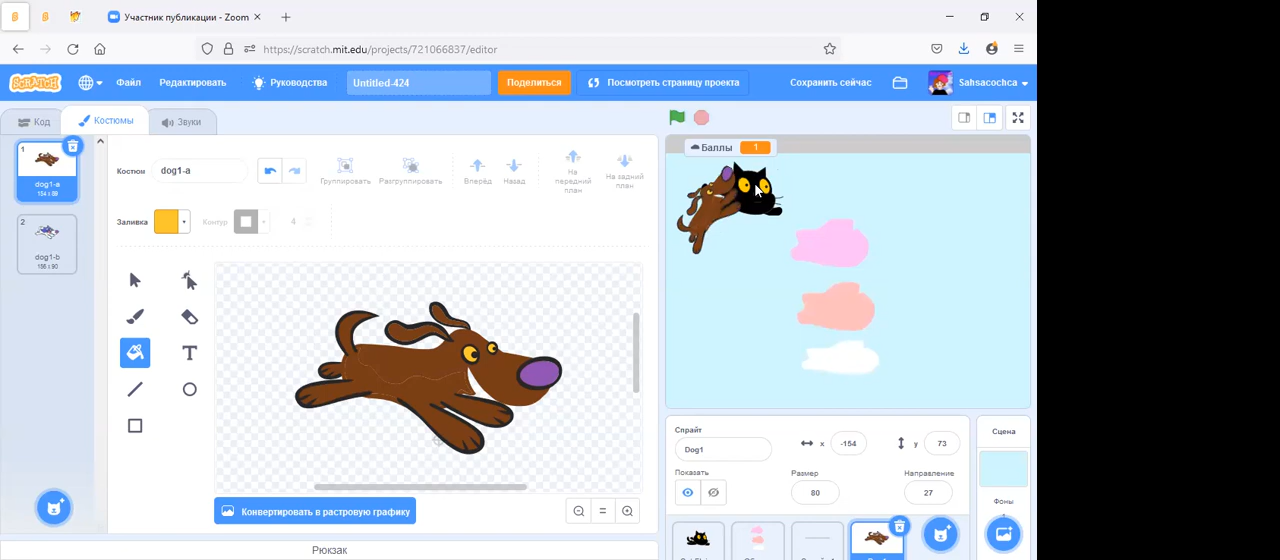 Участник публикации - Zoom
https://scratch.mit.edu/projects/721066837/editor
SCRATCH
Файл
Редактировать
Руководства
Untitled-424
Поделиться
Посмотреть страницу проекта
Сохранить сейчас
Sahsacochca
Код
Костюмы
Звуки
1
dog1-a
154 x 89
2
dog1-b
156 x 90
Костюм
dog1-a
Группировать
Разгруппировать
Вперёд
Назад
На передний план
На задний план
Заливка
Контур
4
Конвертировать в растровую графику
Рюкзак
Баллы
1
Спрайт
Dog1
x
-154
y
73
Показать
Размер
80
Направление
27
Сцена
Фоны